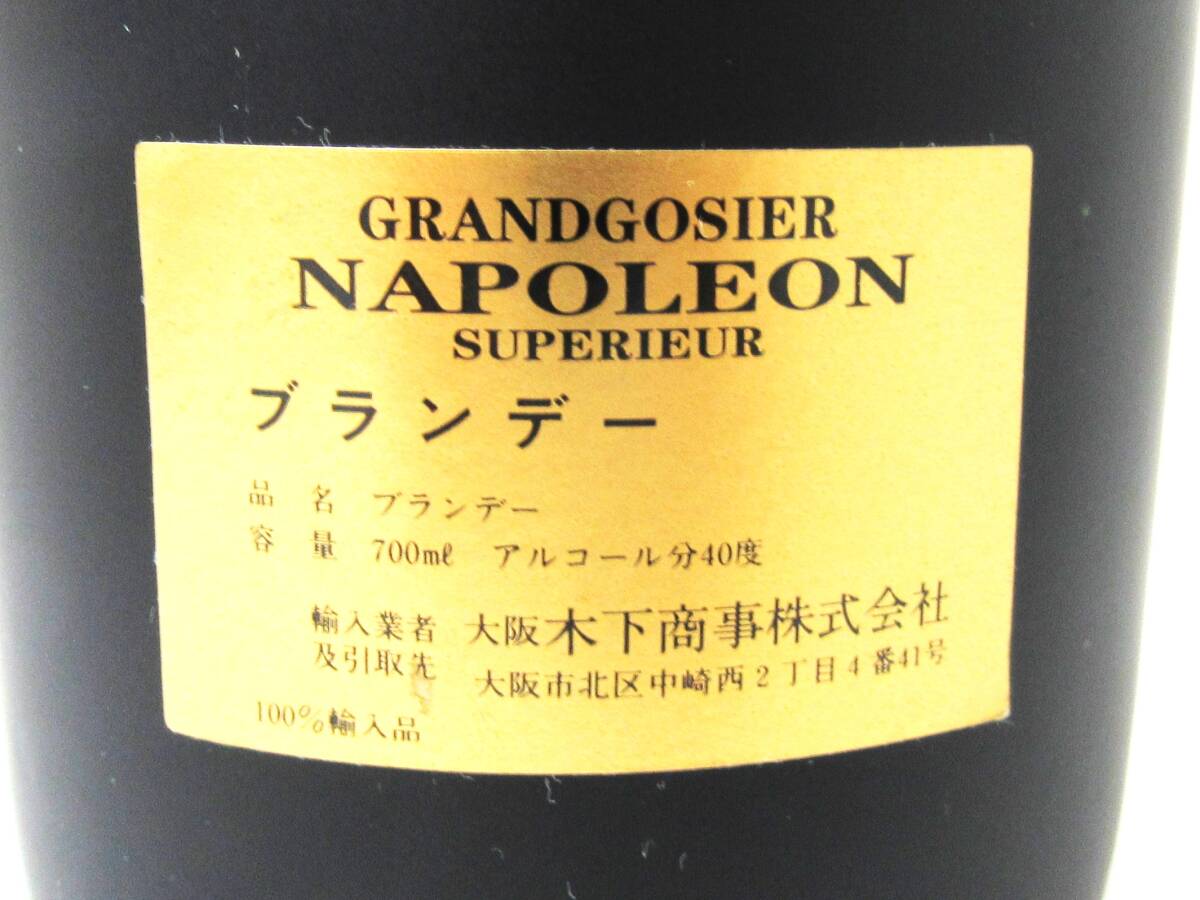 GRANDGOSIER
NAPOLEON
SUPERIEUR
ブランデー
品名 ブランデー
容量 700mℓ アルコール分40度
輸入業者 大阪木下商事株式会社
及引取先 大阪市北区中崎西2丁目4番41号
100%輸入品